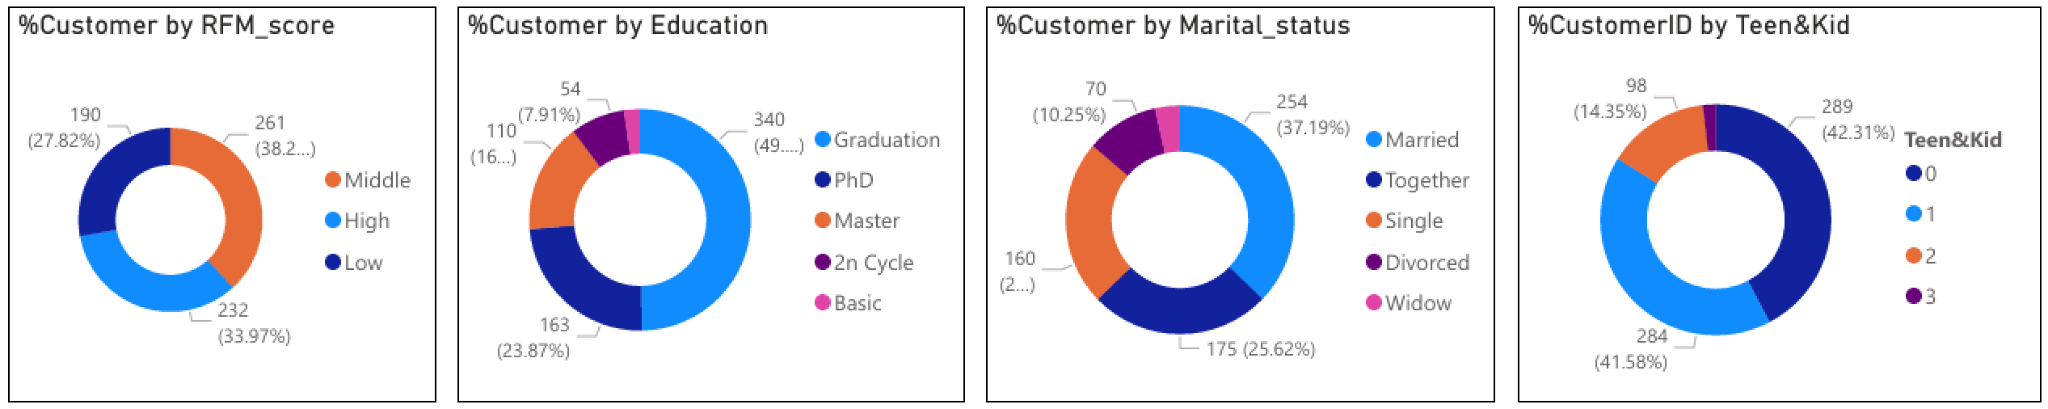 %Customer by RFM_score
190
(27.82%)
261
(38.2...)
232
(33.97%)
Middle
High
Low
%Customer by Education
54
(7.91%)
110
(16...)
340
(49....)
163
(23.87%)
Graduation
PhD
Master
2n Cycle
Basic
%Customer by Marital_status
70
(10.25%)
254
(37.19%)
160
(2...)
175 (25.62%)
Married
Together
Single
Divorced
Widow
%CustomerID by Teen&Kid
98
(14.35%)
289
(42.31%)
284
(41.58%)
Teen&Kid
0
1
2
3